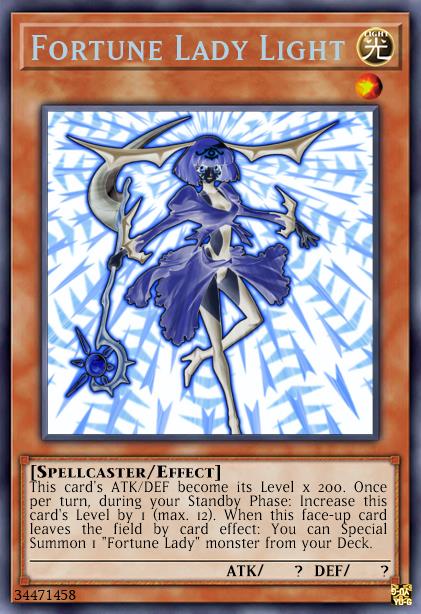 Fortune Lady Light
LIGHT
光
[Spellcaster/Effect]
This card's ATK/DEF become its Level x 200. Once
per turn, during your Standby Phase: Increase this
card's Level by 1 (max. 12). When this face-up card
leaves the field by card effect: You can Special
Summon 1 "Fortune Lady" monster from your Deck.
ATK/ ? DEF/ ?
34471458